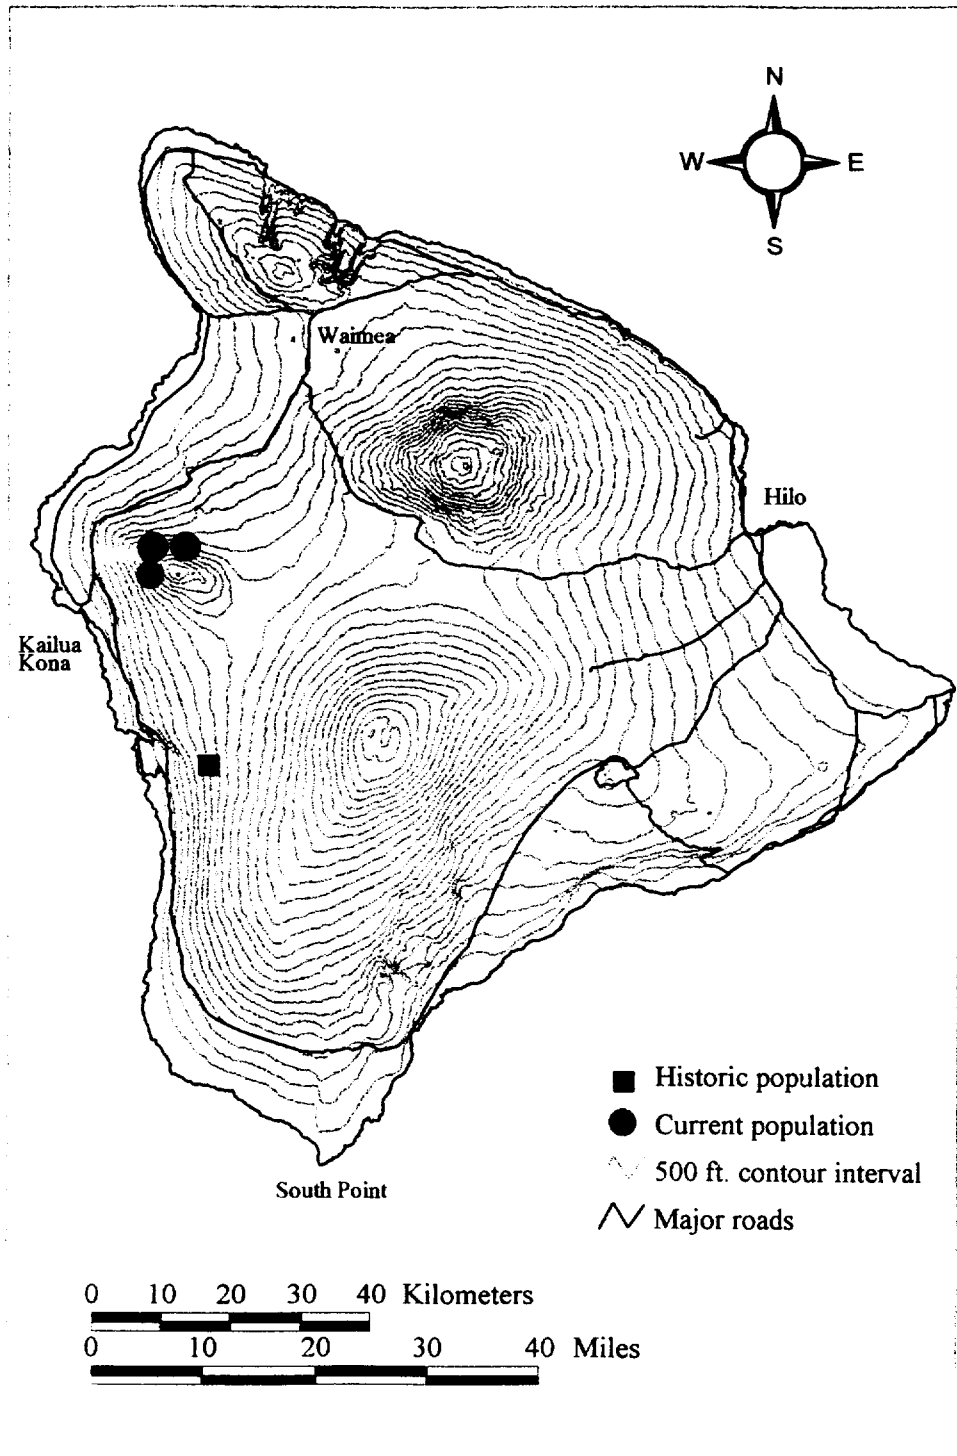 N
W E
S
Waimea
Hilo
Kailua
Kona
Historic population
Current population
500 ft. contour interval
Major roads
South Point
0 10 20 30 40 Kilometers
0 10 20 30 40 Miles